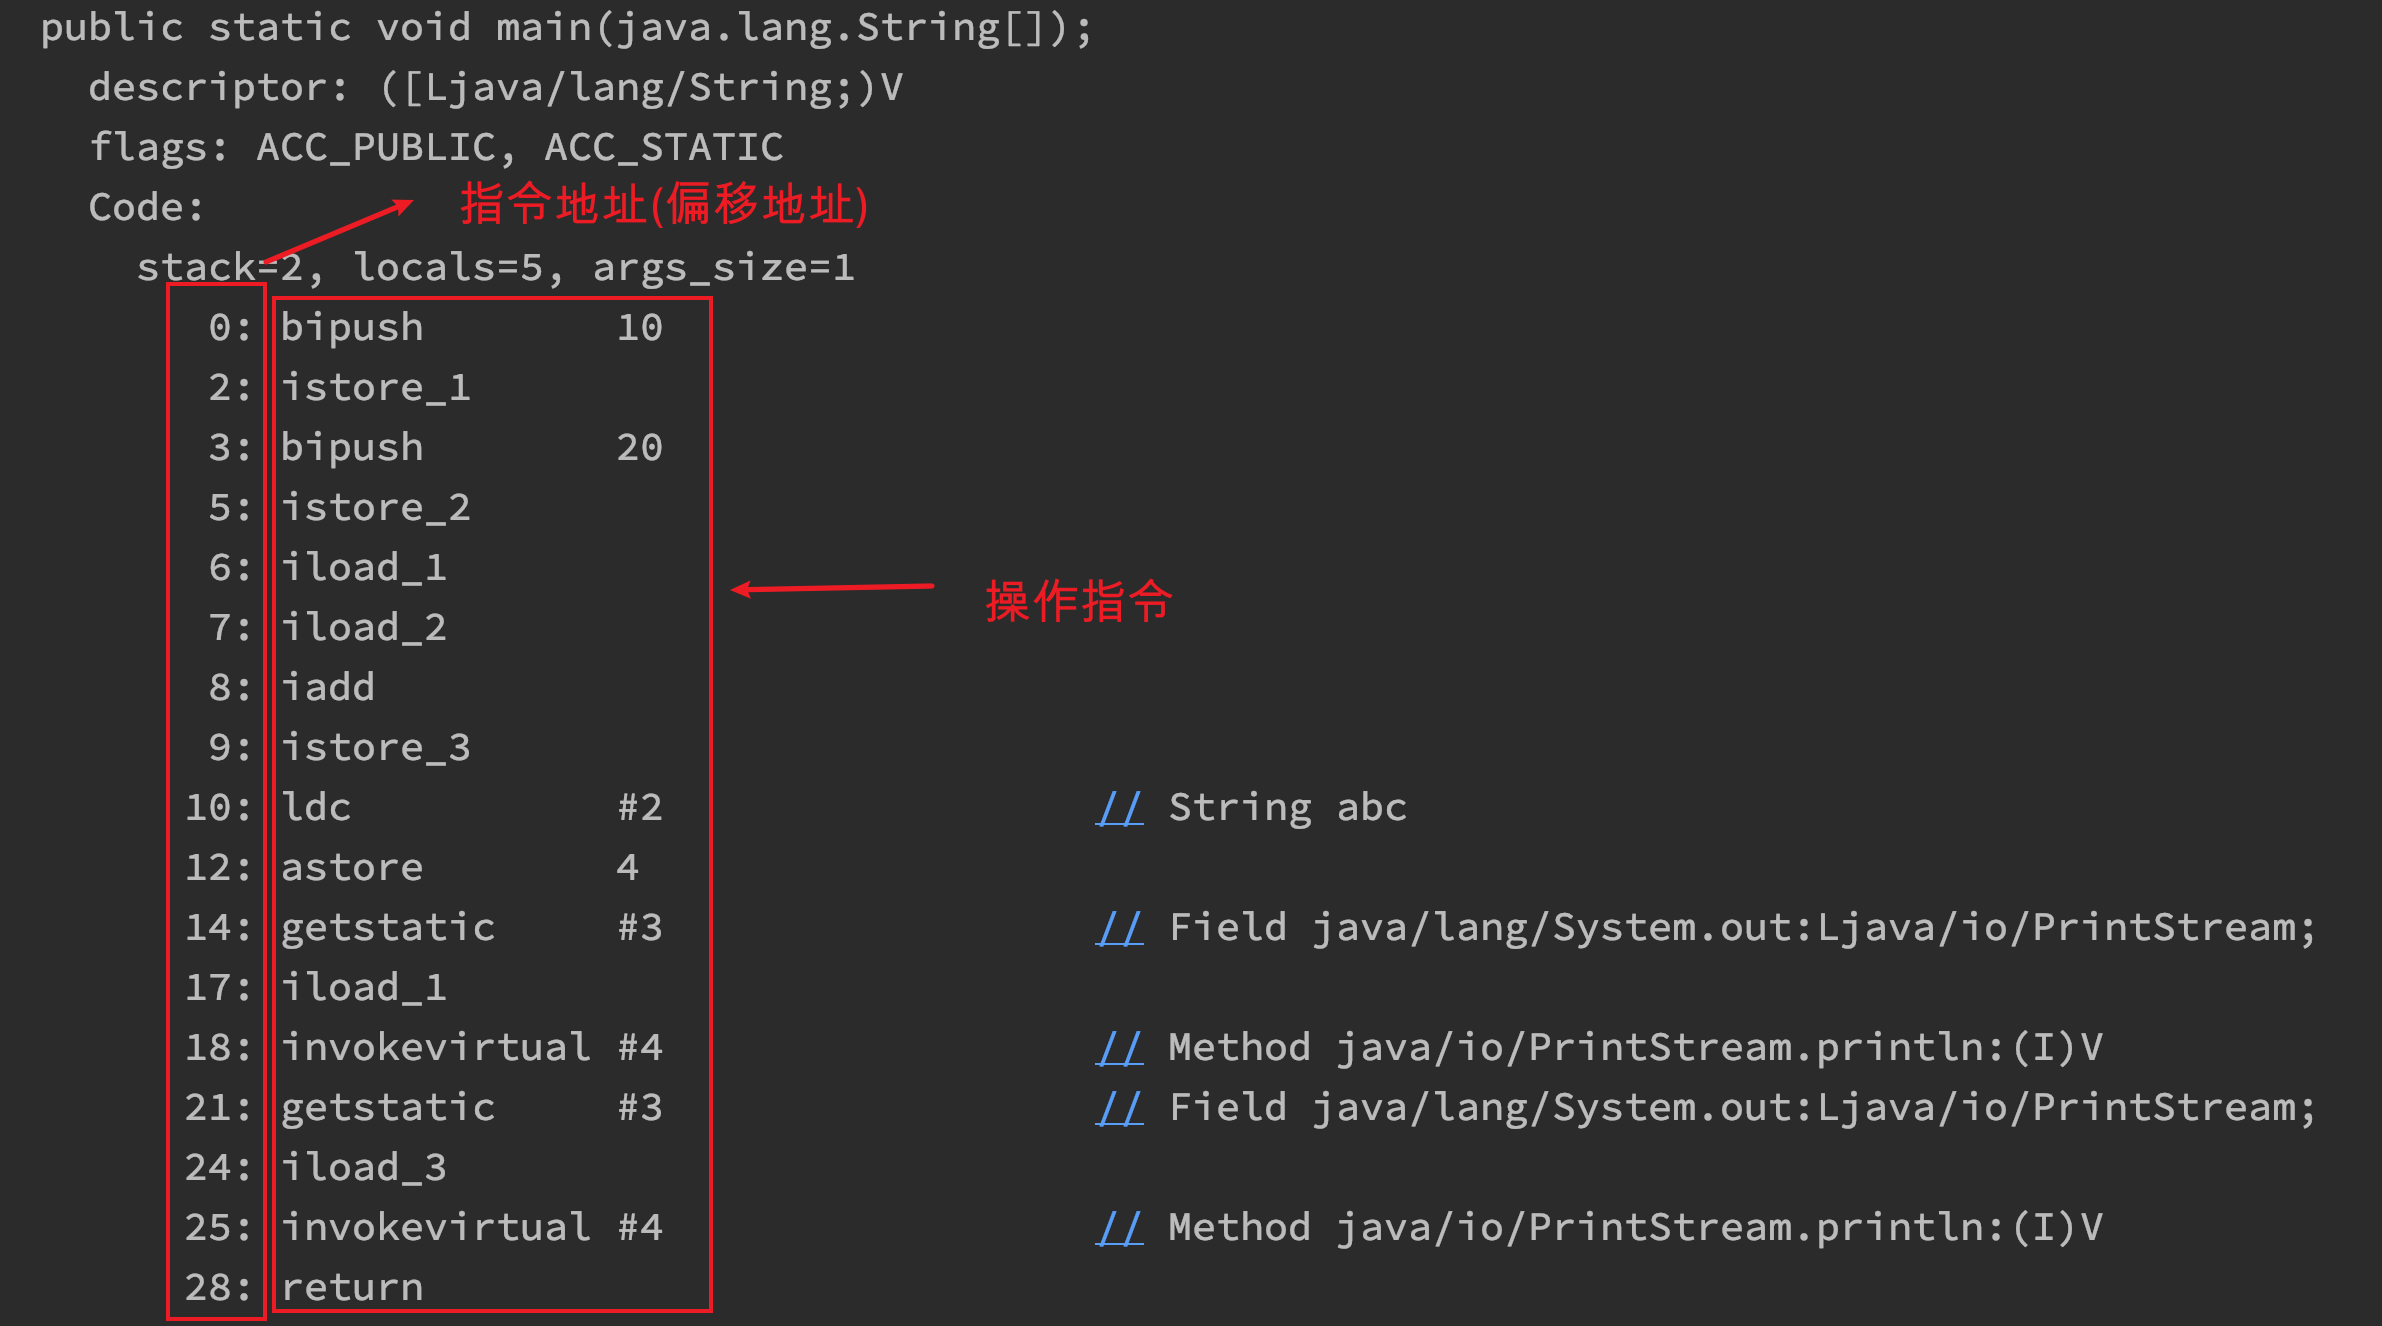 public static void main(java.lang.String[]);
descriptor: ([Ljava/lang/String;)V
flags: ACC_PUBLIC, ACC_STATIC
Code:
指令地址(偏移地址)
stack=2, locals=5, args_size=1
0: bipush 10
2: istore_1
3: bipush 20
5: istore_2
6: iload_1
操作指令
7: iload_2
8: iadd
9: istore_3
10: ldc #2 // String abc
12: astore 4
14: getstatic #3 // Field java/lang/System.out:Ljava/io/PrintStream;
17: iload_1
18: invokevirtual #4 // Method java/io/PrintStream.println:(I)V
21: getstatic #3 // Field java/lang/System.out:Ljava/io/PrintStream;
24: iload_3
25: invokevirtual #4 // Method java/io/PrintStream.println:(I)V
28: return